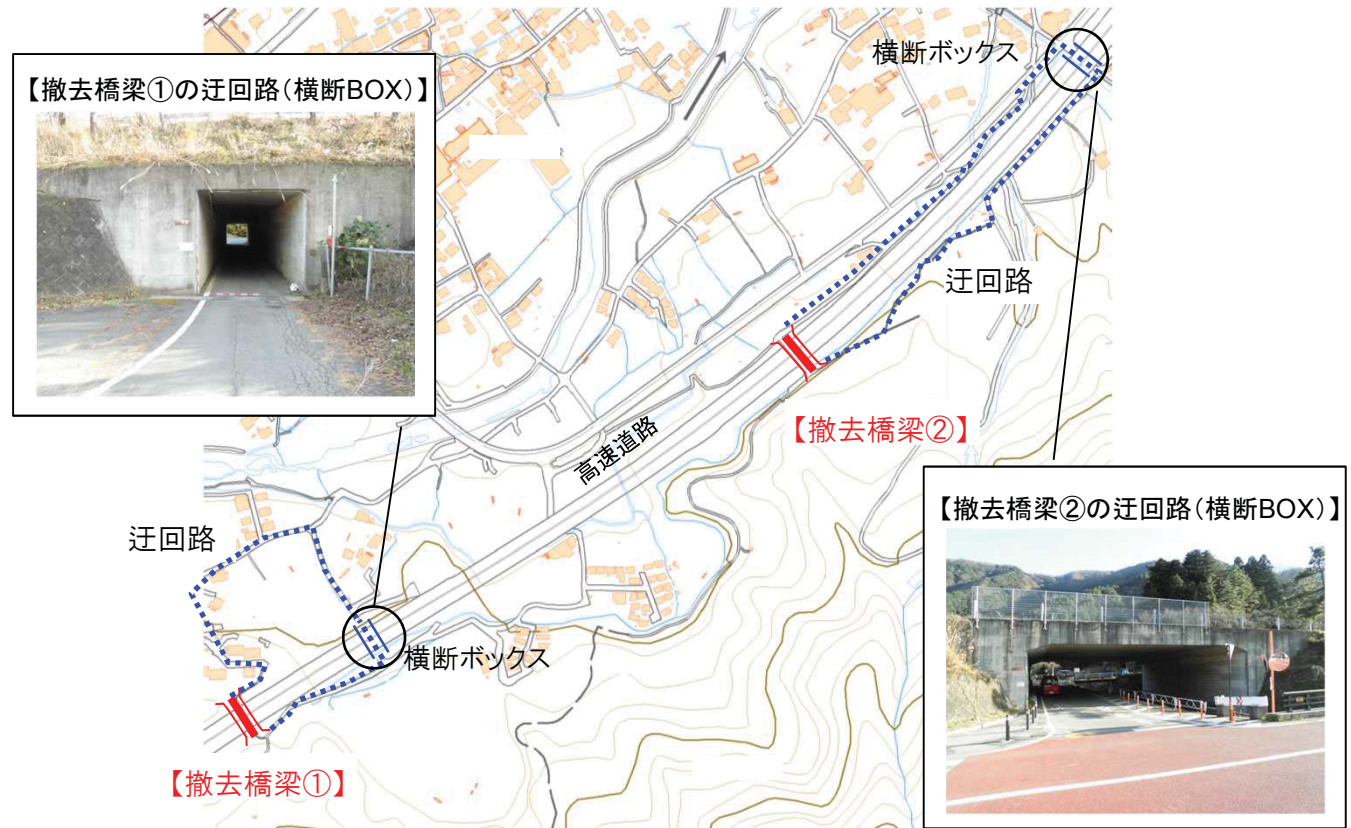 横断ボックス
【撤去橋梁①の迂回路(横断BOX)】
迂回路
【撤去橋梁②】
高速道路
【撤去橋梁②の迂回路(横断BOX)】
迂回路
横断ボックス
【撤去橋梁①】